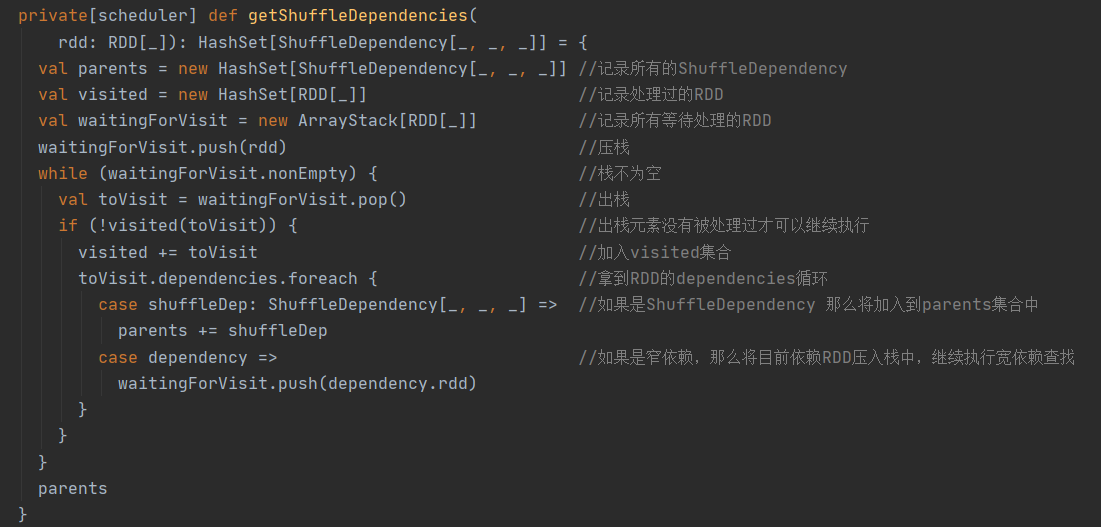 private[scheduler] def getShuffleDependencies(
    rdd: RDD[_]): HashSet[ShuffleDependency[_, _, _]] = {
  val parents = new HashSet[ShuffleDependency[_, _, _]] //记录所有的ShuffleDependency
  val visited = new HashSet[RDD[_]]                     //记录处理过的RDD
  val waitingForVisit = new ArrayStack[RDD[_]]          //记录所有等待处理的RDD
  waitingForVisit.push(rdd)                             //压栈
  while (waitingForVisit.nonEmpty) {                    //栈不为空
    val toVisit = waitingForVisit.pop()                 //出栈
    if (!visited(toVisit)) {                            //出栈元素没有被处理过才可以继续执行
      visited += toVisit                                //加入visited集合
      toVisit.dependencies.foreach {                    //拿到RDD的dependencies循环
        case shuffleDep: ShuffleDependency[_, _, _] =>  //如果是ShuffleDependency 那么将加入到parents集合中
          parents += shuffleDep
        case dependency =>                              //如果是窄依赖，那么将目前依赖RDD压入栈中，继续执行宽依赖查找
          waitingForVisit.push(dependency.rdd)
      }
    }
  }
  parents
}